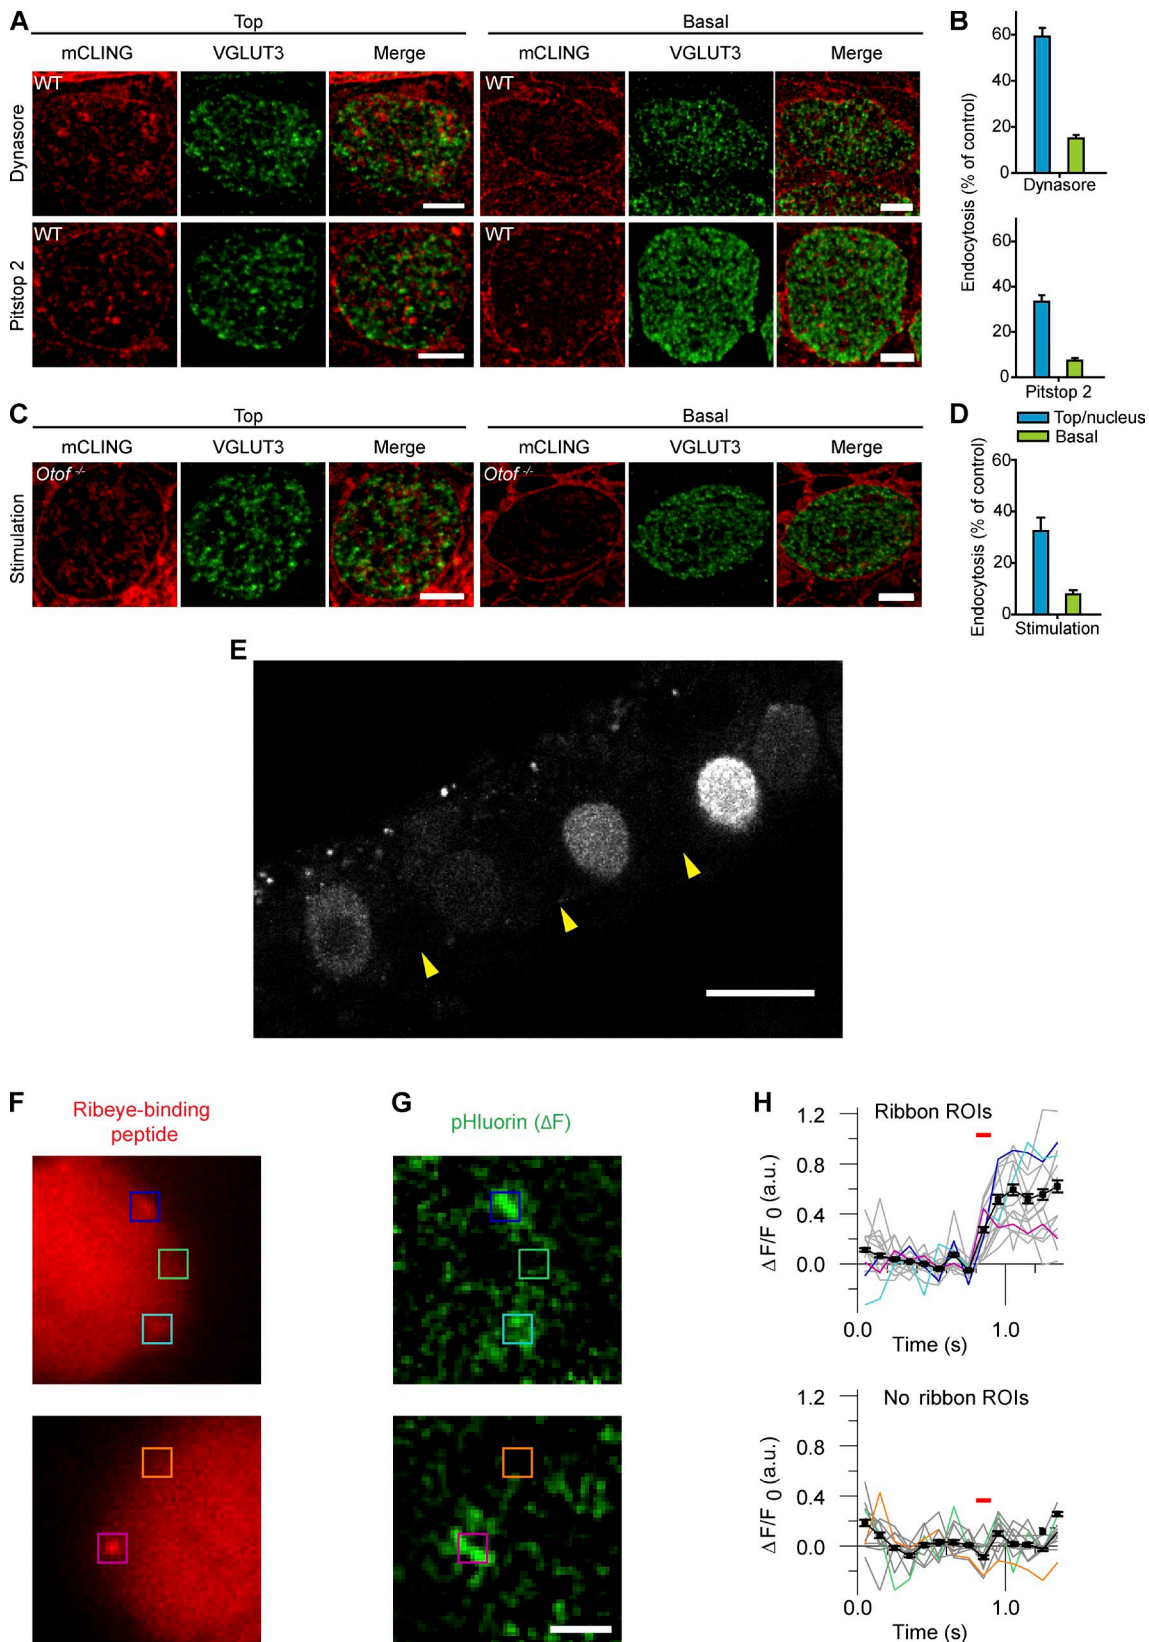 A
Top
Basal
mCLING VGLUT3 Merge mCLING VGLUT3 Merge
Dynasore
WT
WT
Pitstop 2
WT
WT
B
Endocytosis (% of control)
60
40
20
0
Dynasore
60
40
20
0
Pitstop 2
Top/nucleus
Basal
C
Top
Basal
mCLING VGLUT3 Merge mCLING VGLUT3 Merge
Stimulation
Otof -/-
Otof -/-
D
Endocytosis (% of control)
60
40
20
0
Stimulation
E
F
Ribeye-binding
peptide
G
pHluorin (ΔF)
H
Ribbon ROIs
ΔF/F 0 (a.u.)
1.2
0.8
0.4
0.0
0.0 1.0
Time (s)
No ribbon ROIs
ΔF/F 0 (a.u.)
1.2
0.8
0.4
0.0
0.0 1.0
Time (s)